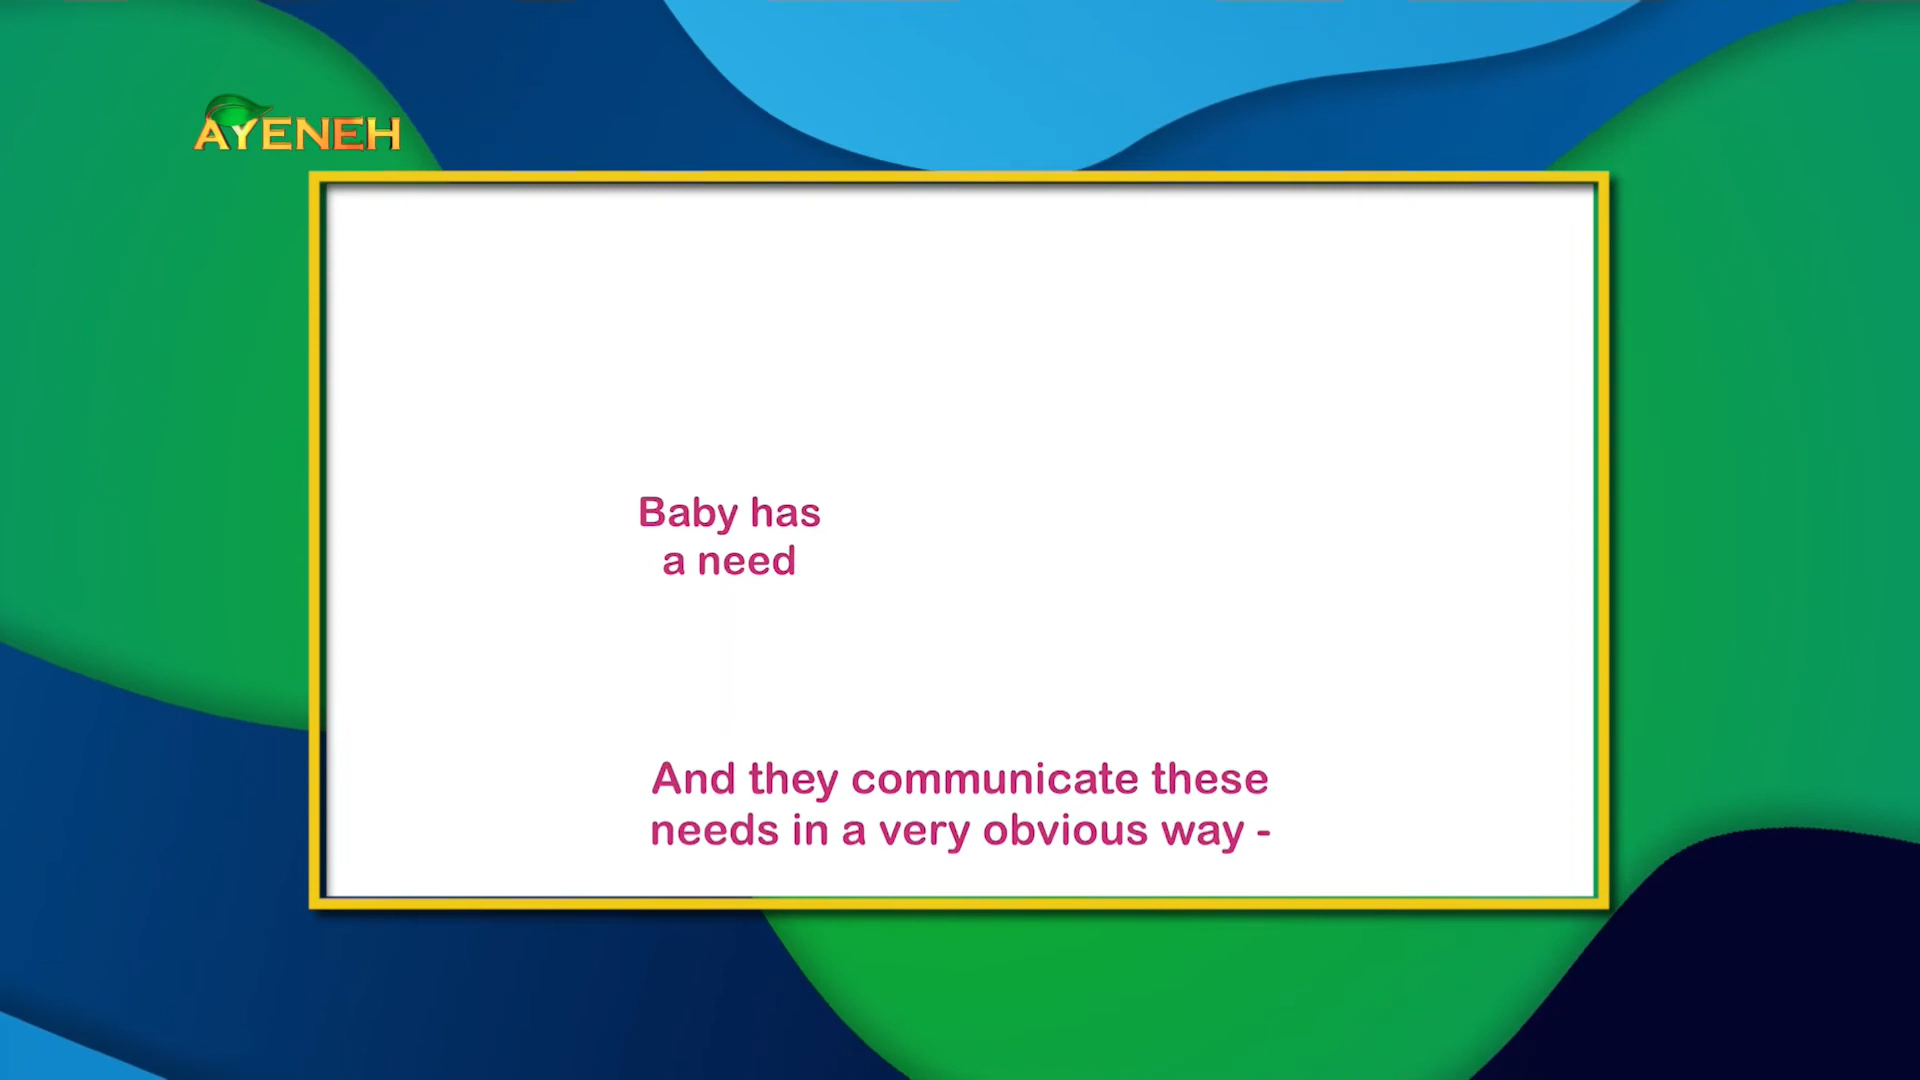 AYENEH
Baby has
a need
And they communicate these
needs in a very obvious way -